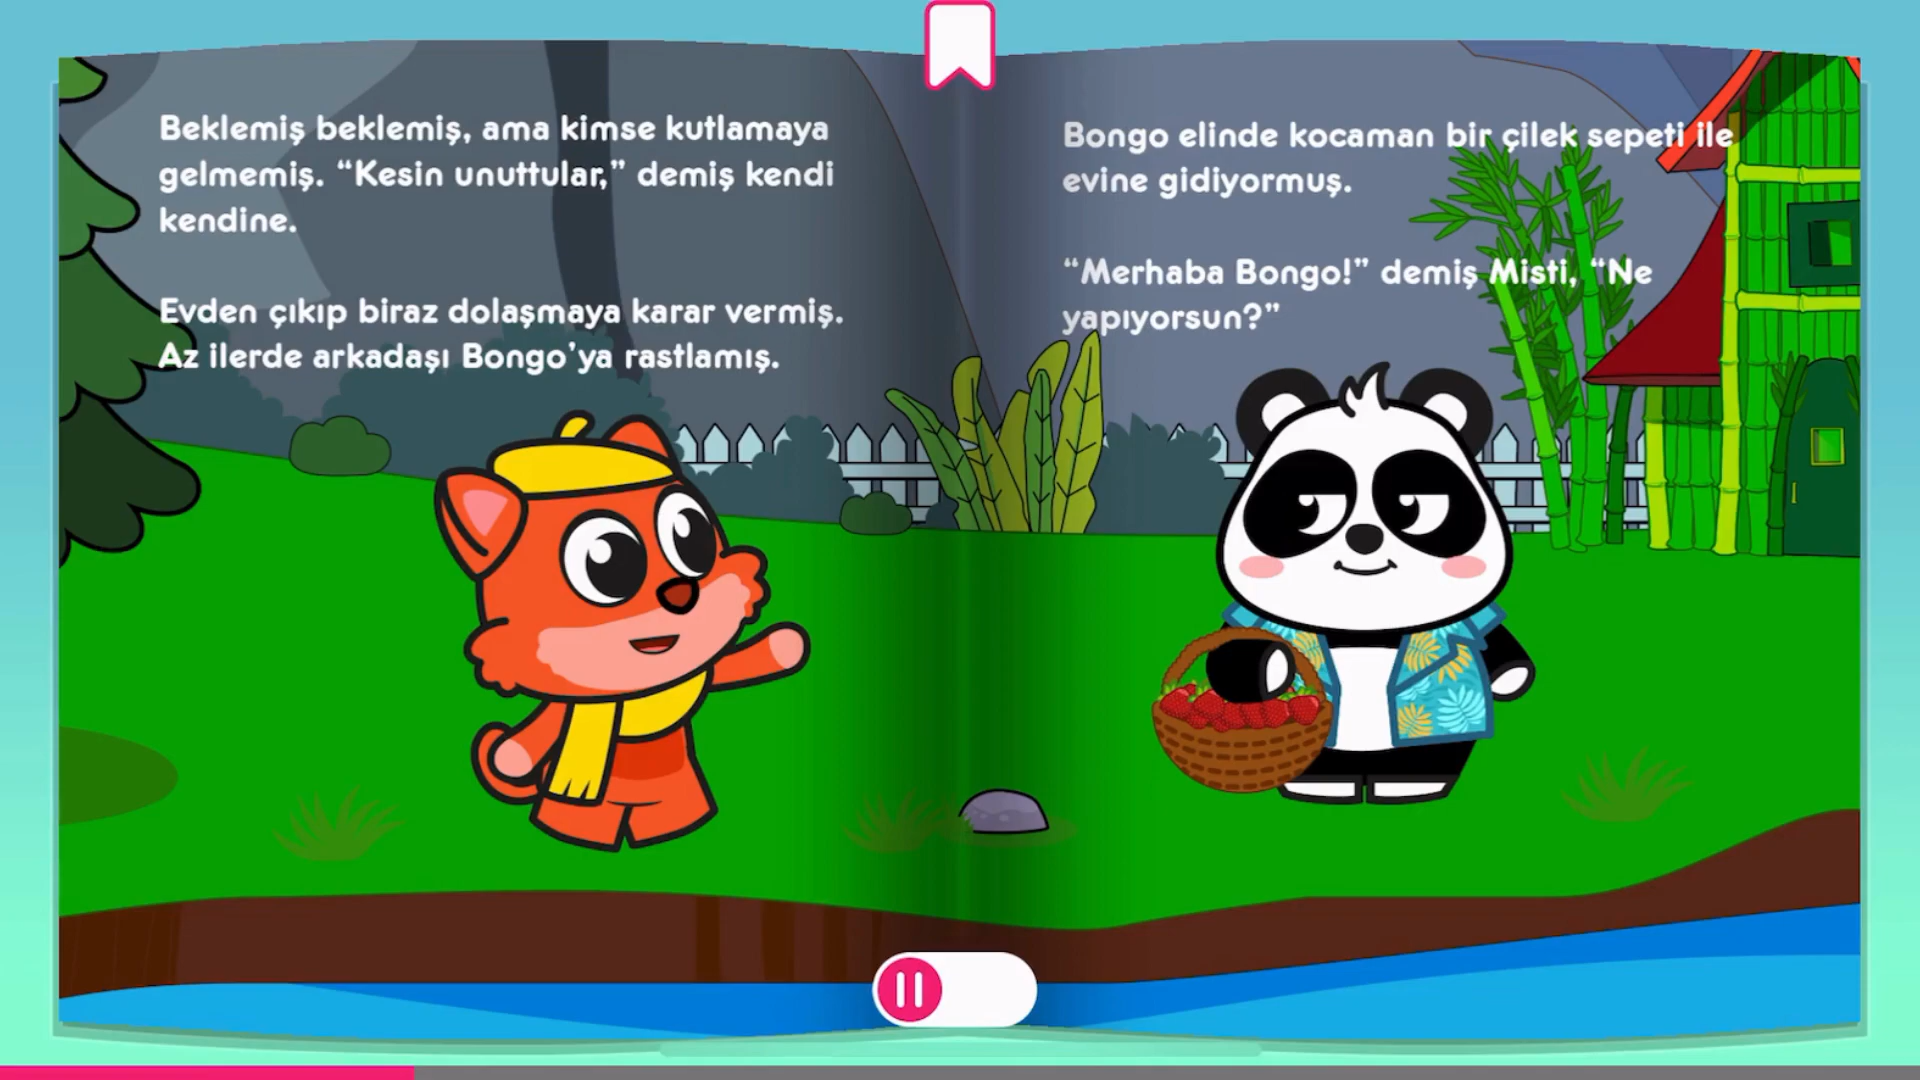 Beklemiş beklemiş, ama kimse kutlamaya
gelmemiş. “Kesin unuttular,” demiş kendi
kendine.
Evden çıkıp biraz dolaşmaya karar vermiş.
Az ilerde arkadaşı Bongo’ya rastlamış.
Bongo elinde kocaman bir çilek sepeti ile
evine gidiyormuş.
“Merhaba Bongo!” demiş Misti, “Ne
yapıyorsun?”